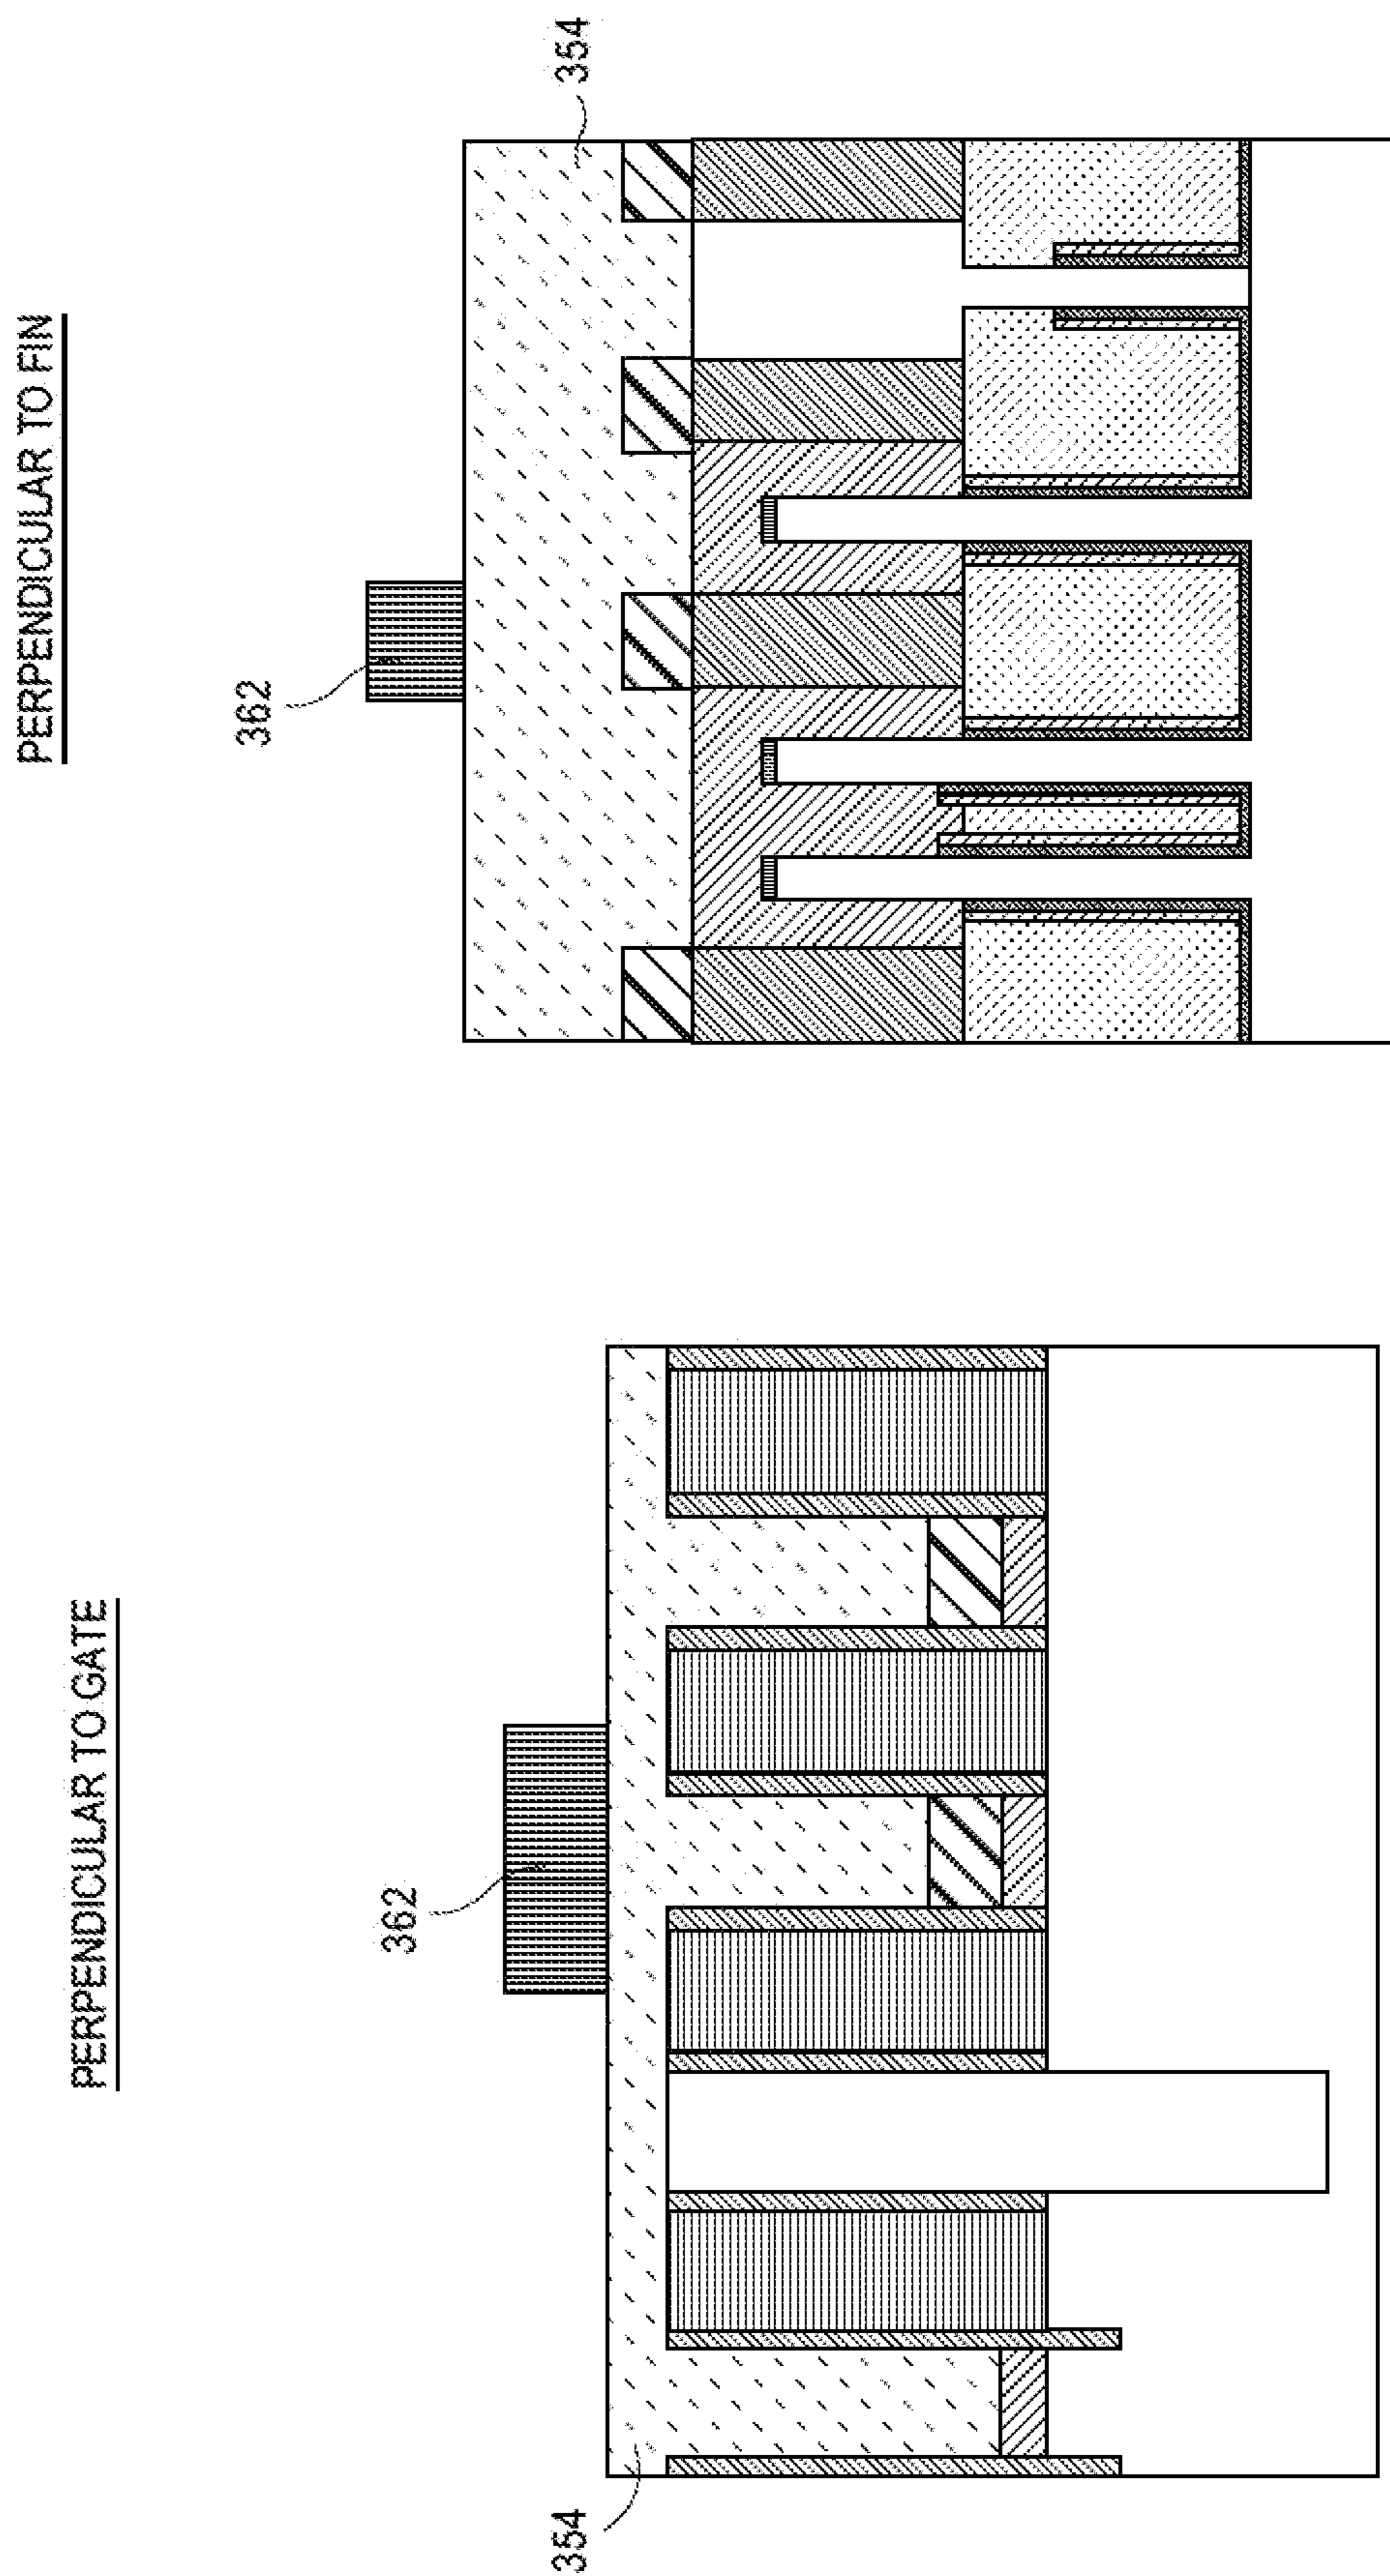 PERPENDICULAR TO GATE
362
354
PERPENDICULAR TO FIN
362
354